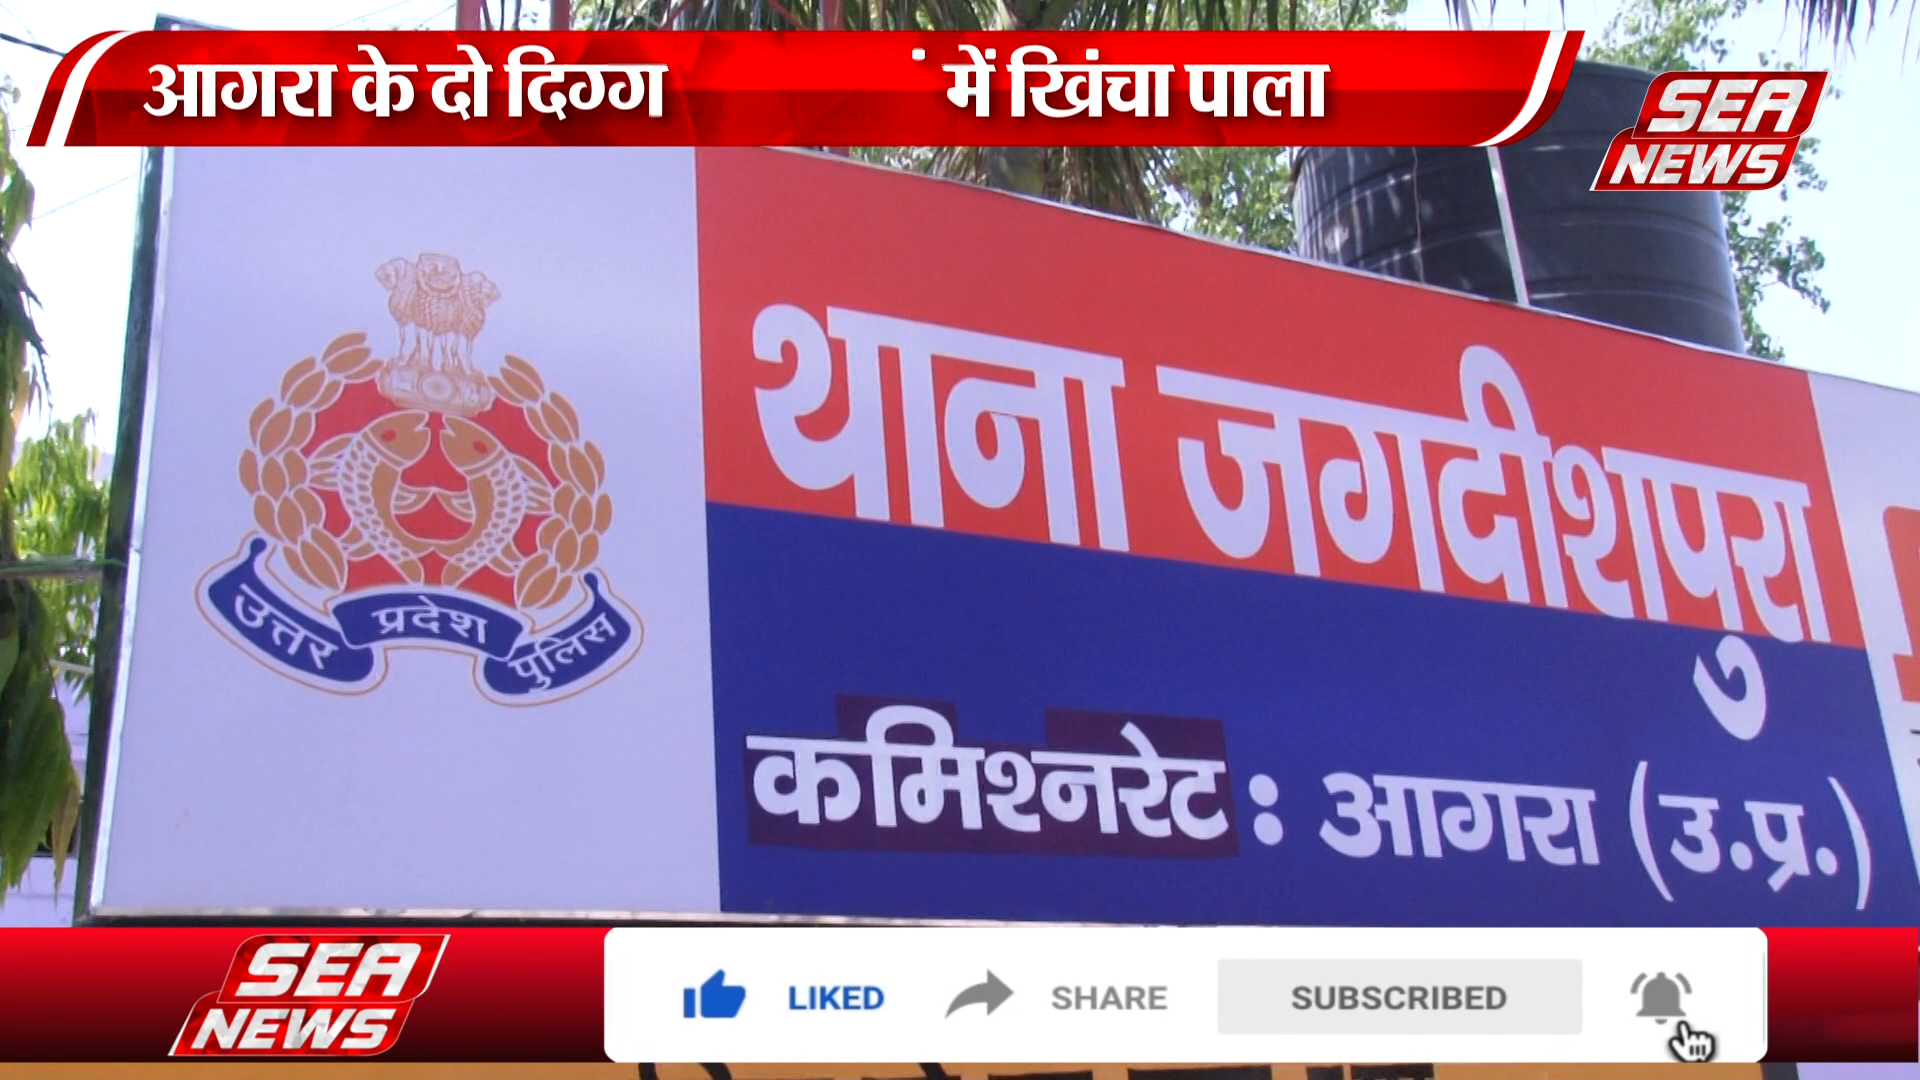 आगरा के दो में खिंचा पाला
SEA
NEWS
थाना जगदीशपुरा
उत्तर प्रदेश पुलिस
कमिश्नरेट : आगरा (उ.प्र.)
SEA
NEWS
LIKED SHARE SUBSCRIBED